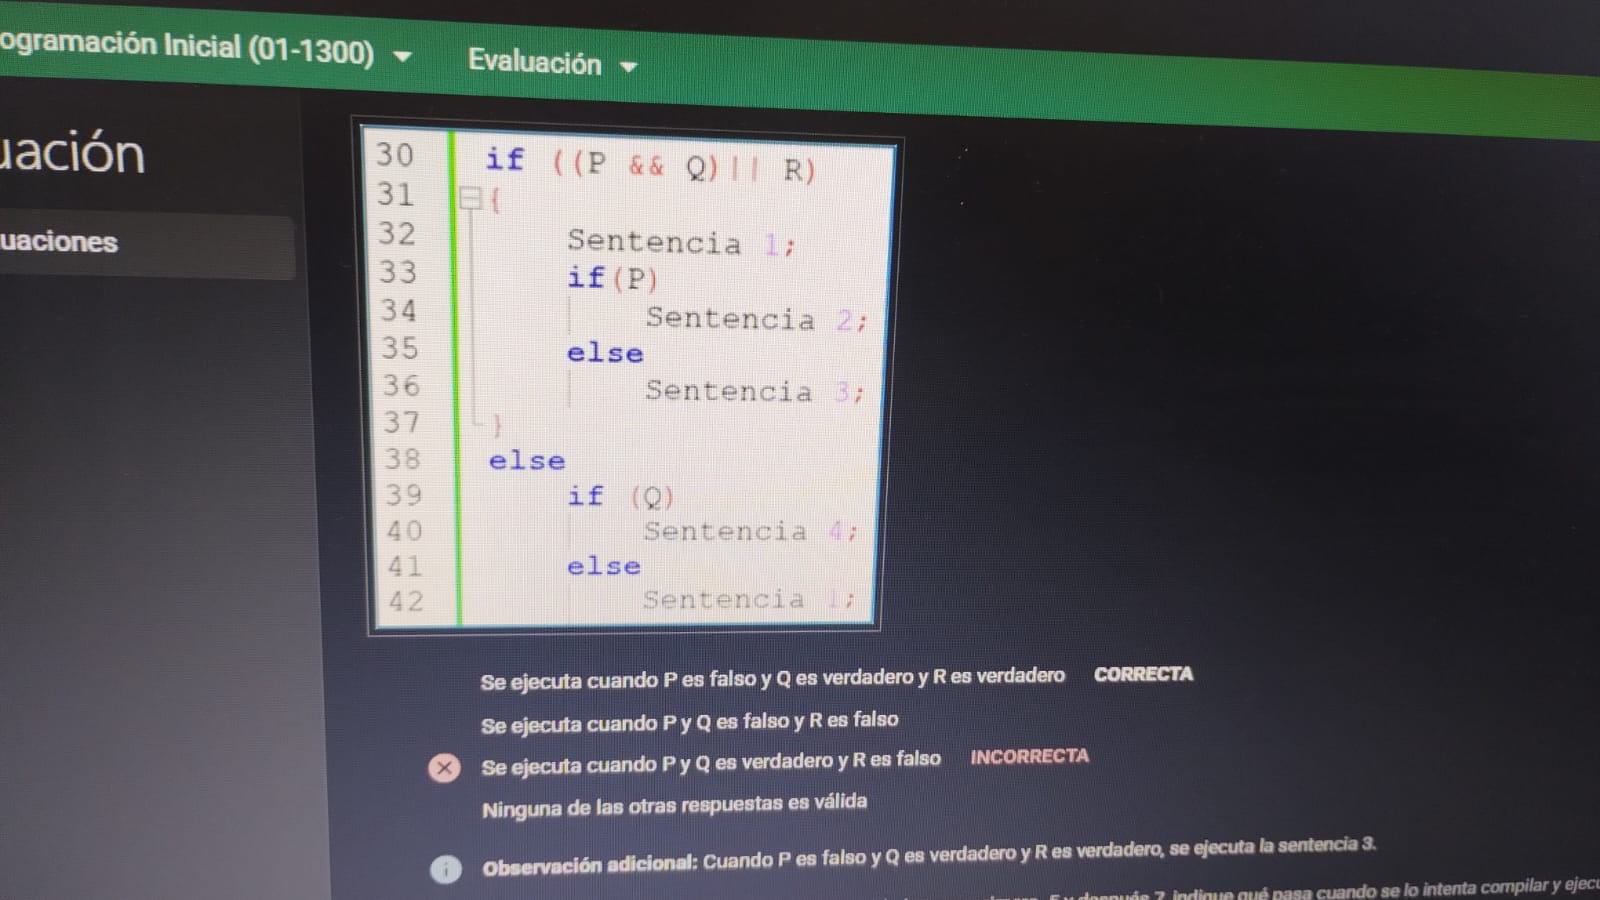 ogramación Inicial (01-1300) Evaluación
uación
uaciones
30 if ((P && Q)|| R)
31 {
32 Sentencia 1;
33 if(P)
34 Sentencia 2;
35 else
36 Sentencia 3;
37 }
38 else
39 if (Q)
40 Sentencia 4;
41 else
42 Sentencia 1;
Se ejecuta cuando P es falso y Q es verdadero y R es verdadero CORRECTA
Se ejecuta cuando P y Q es falso y R es falso
Se ejecuta cuando P y Q es verdadero y R es falso INCORRECTA
Ninguna de las otras respuestas es válida
Observación adicional: Cuando P es falso y Q es verdadero y R es verdadero, se ejecuta la sentencia 3.
5 y después 7, indique qué pasa cuando se lo intenta compilar y ejecu